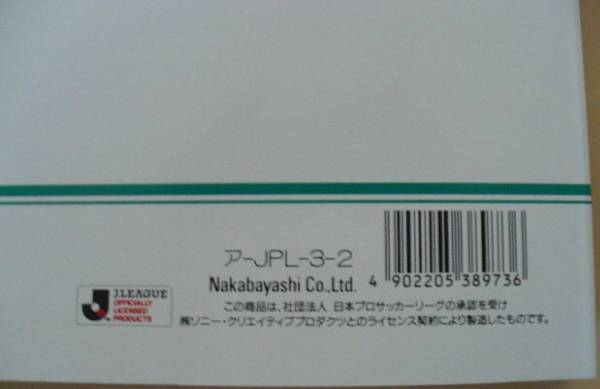 ア-JPL-3-2
Nakabayashi Co.,Ltd.
4 902205 389736
J.LEAGUE
OFFICIALLY
LICENSED
PRODUCTS
この商品は、社団法人 日本プロサッカーリーグの承認を受け
㈱ソニー・クリエイティブプロダクツとのライセンス契約により製造したものです。